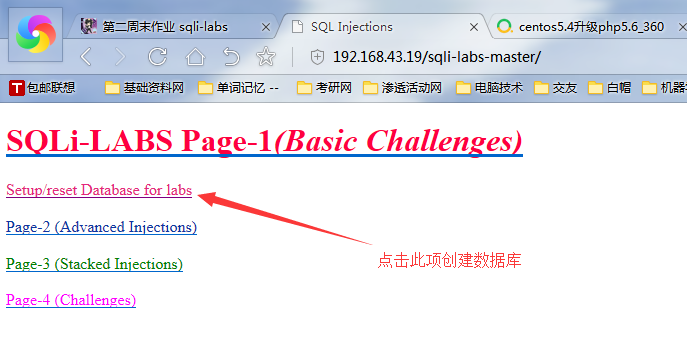 第二周末作业 sqli-labs
SQL Injections
centos5.4升级php5.6_360
192.168.43.19/sqli-labs-master/
包邮联想 基础资料网 单词记忆 -- 考研网 渗透活动网 电脑技术 交友 白帽 机器学
SQLi-LABS Page-1(Basic Challenges)
Setup/reset Database for labs
Page-2 (Advanced Injections)
点击此项创建数据库
Page-3 (Stacked Injections)
Page-4 (Challenges)